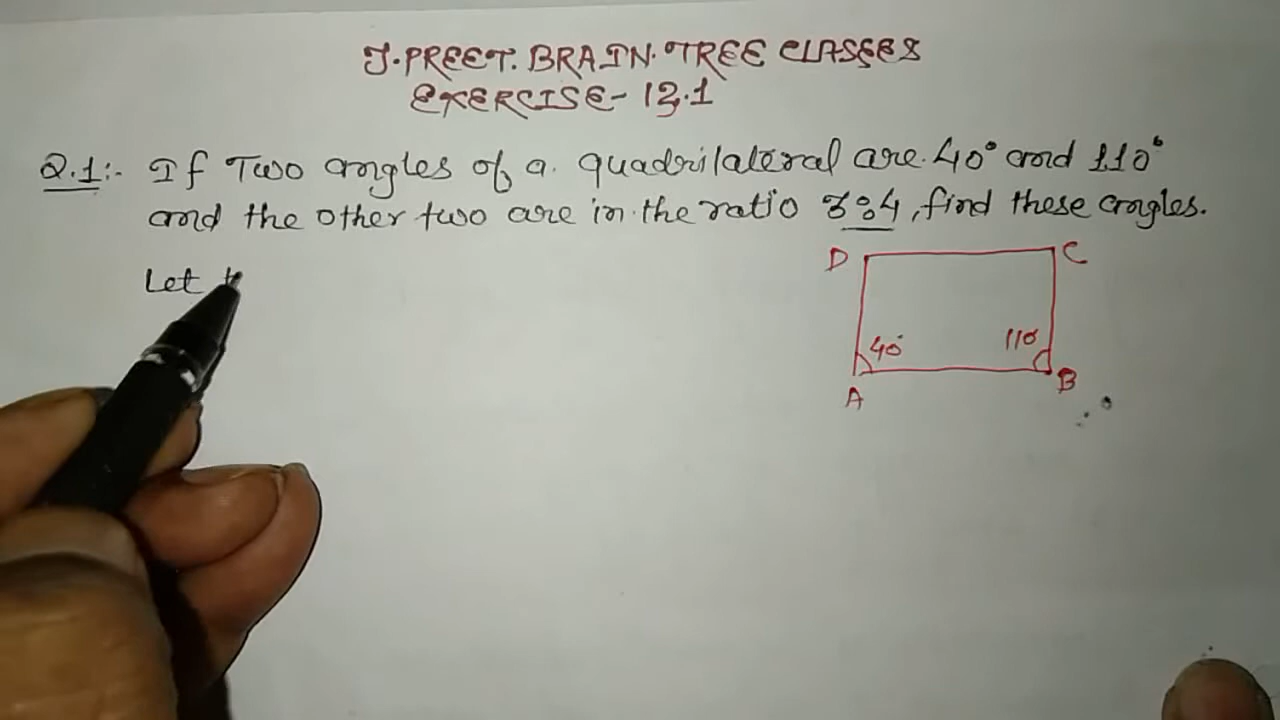 J.PREET. BRAIN. TREE CLASSES
EXERCISE-13.1
Q.1:- If Two angles of a. quadrilateral are. 40° and 110°
and the other two are in the ratio 3:4, find these angles.
D C
Let
40° 110°
A B